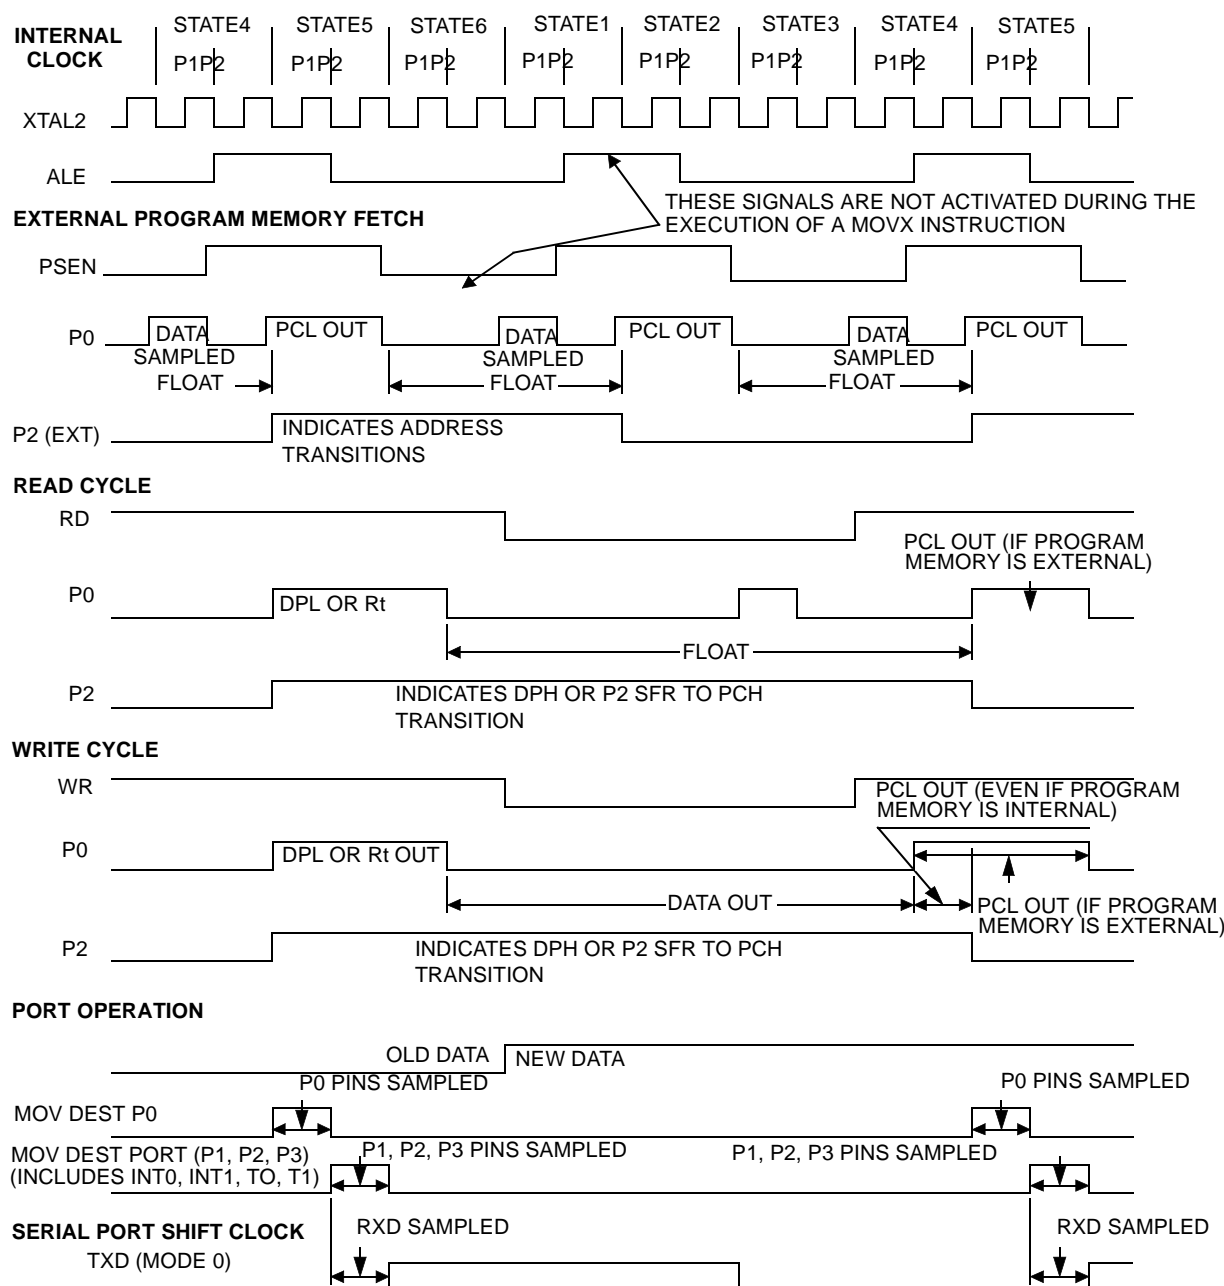 INTERNAL CLOCK
STATE4 STATE5 STATE6 STATE1 STATE2 STATE3 STATE4 STATE5
P1P2 P1P2 P1P2 P1P2 P1P2 P1P2 P1P2 P1P2
XTAL2
ALE
THESE SIGNALS ARE NOT ACTIVATED DURING THE
EXECUTION OF A MOVX INSTRUCTION
EXTERNAL PROGRAM MEMORY FETCH
PSEN
P0
DATA PCL OUT DATA PCL OUT DATA PCL OUT
SAMPLED SAMPLED SAMPLED
FLOAT FLOAT FLOAT
P2 (EXT)
INDICATES ADDRESS
TRANSITIONS
READ CYCLE
RD
PCL OUT (IF PROGRAM
MEMORY IS EXTERNAL)
P0
DPL OR Rt
FLOAT
P2
INDICATES DPH OR P2 SFR TO PCH
TRANSITION
WRITE CYCLE
WR
PCL OUT (EVEN IF PROGRAM
MEMORY IS INTERNAL)
P0
DPL OR Rt OUT
DATA OUT
PCL OUT (IF PROGRAM
MEMORY IS EXTERNAL)
P2
INDICATES DPH OR P2 SFR TO PCH
TRANSITION
PORT OPERATION
OLD DATA NEW DATA
P0 PINS SAMPLED P0 PINS SAMPLED
MOV DEST P0
MOV DEST PORT (P1, P2, P3)
(INCLUDES INT0, INT1, TO, T1)
P1, P2, P3 PINS SAMPLED P1, P2, P3 PINS SAMPLED
SERIAL PORT SHIFT CLOCK
RXD SAMPLED RXD SAMPLED
TXD (MODE 0)